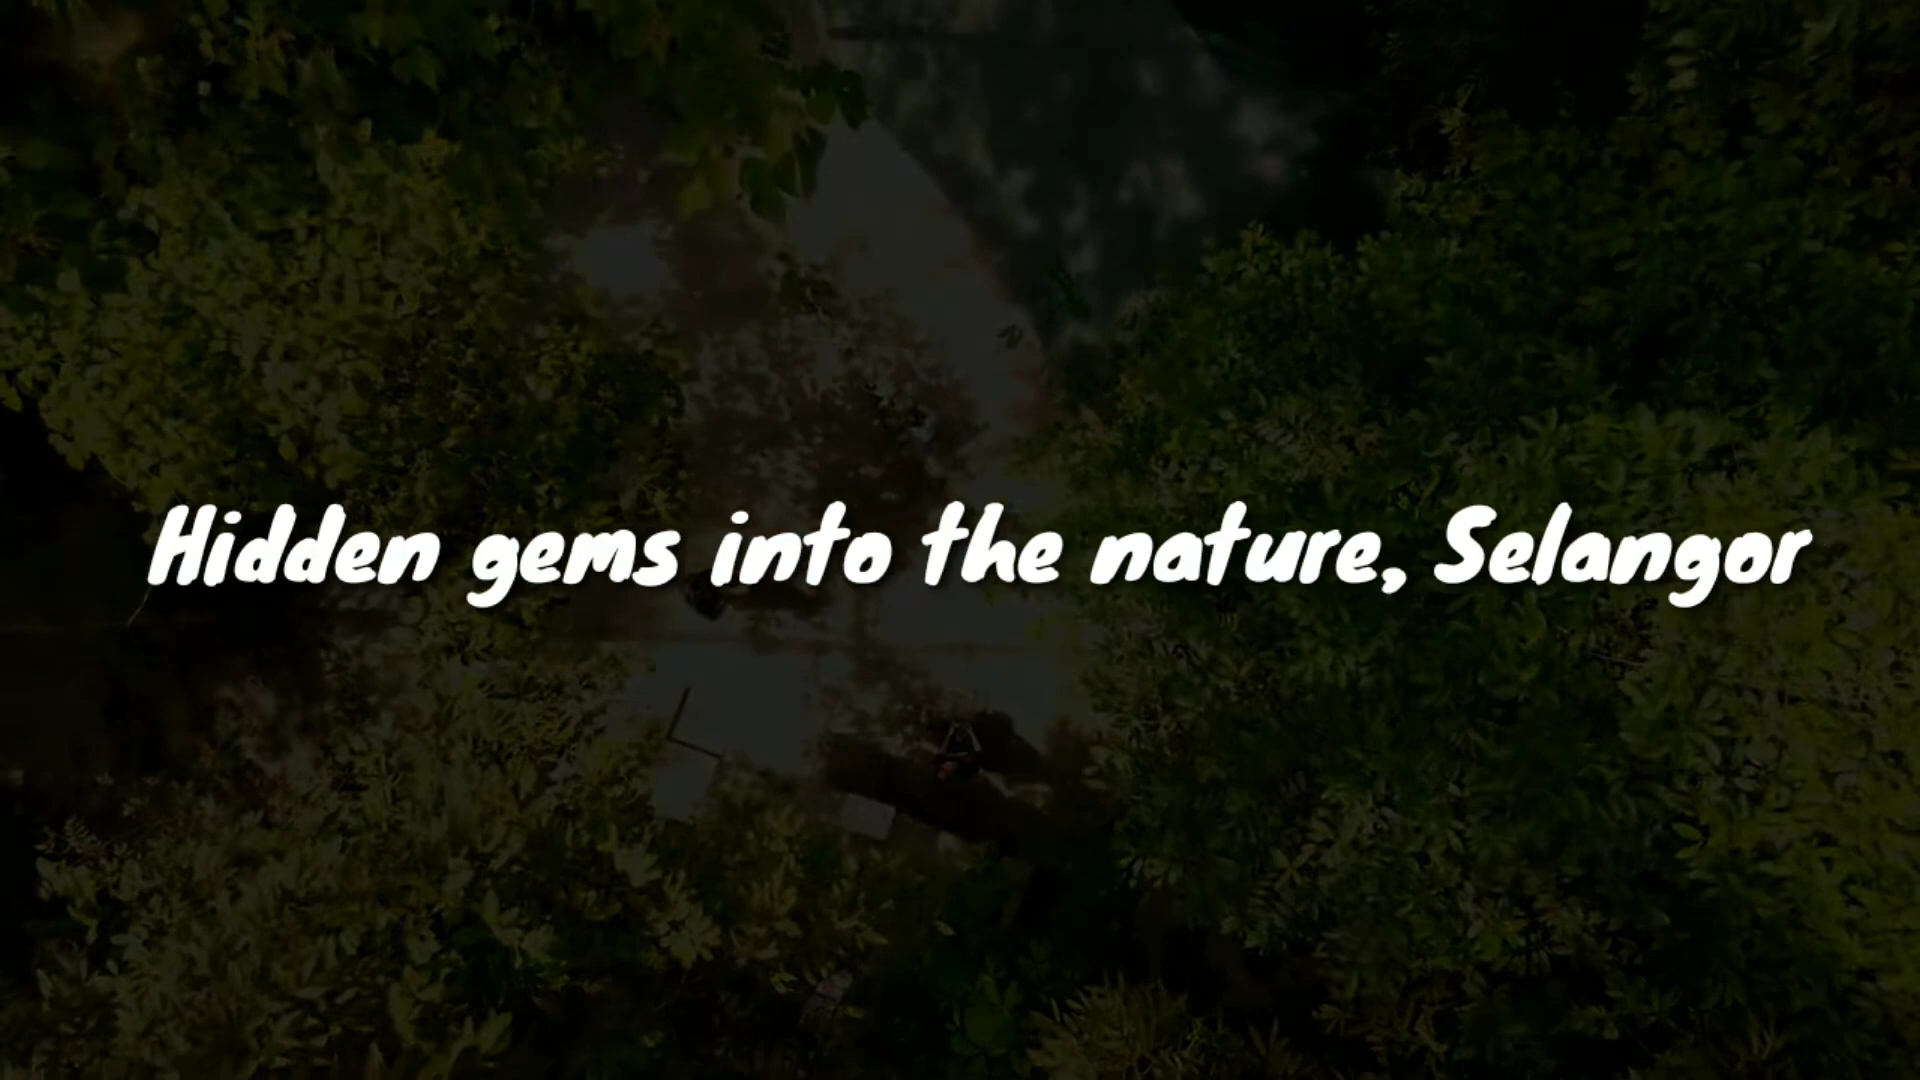 Hidden gems into the nature, Selangor